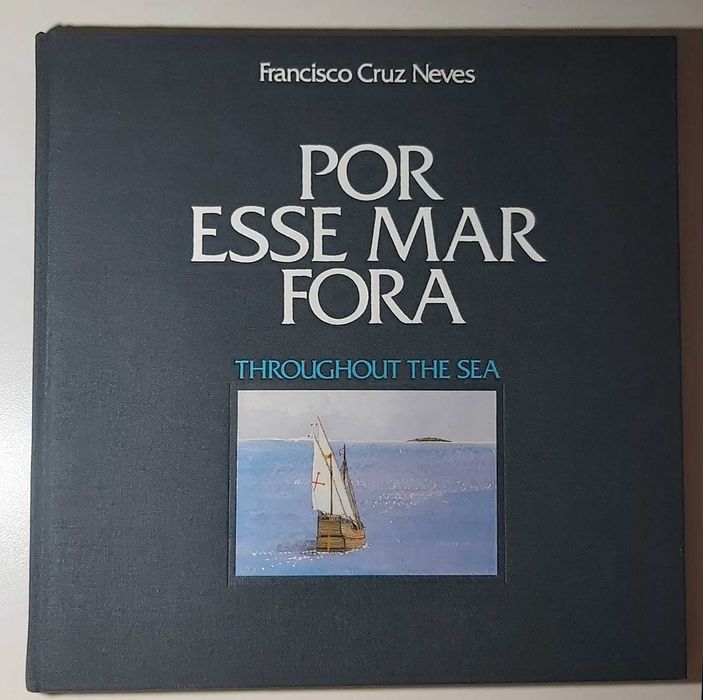 Francisco Cruz Neves
POR
ESSE MAR
FORA
THROUGHOUT THE SEA